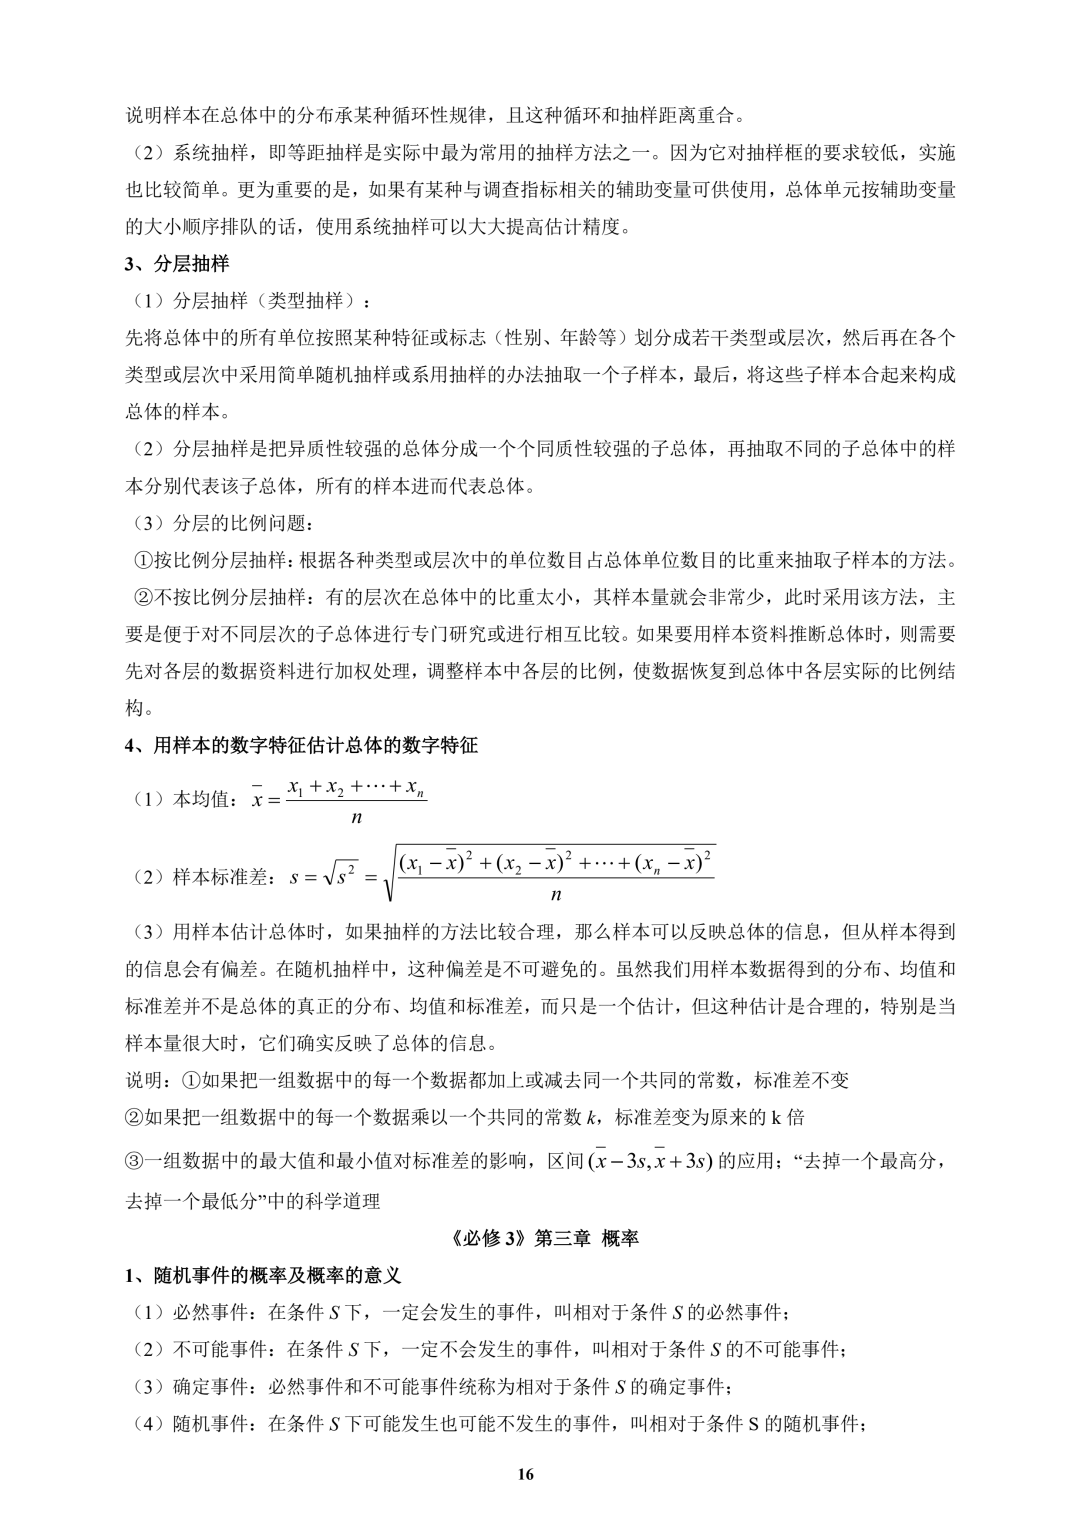 说明样本在总体中的分布承某种循环性规律，且这种循环和抽样距离重合。
（2）系统抽样，即等距抽样是实际中最为常用的抽样方法之一。因为它对抽样框的要求较低，实施
也比较简单。更为重要的是，如果有某种与调查指标相关的辅助变量可供使用，总体单元按辅助变量
的大小顺序排队的话，使用系统抽样可以大大提高估计精度。
3、分层抽样
（1）分层抽样（类型抽样）：
先将总体中的所有单位按照某种特征或标志（性别、年龄等）划分成若干类型或层次，然后再在各个
类型或层次中采用简单随机抽样或系用抽样的办法抽取一个子样本，最后，将这些子样本合起来构成
总体的样本。
（2）分层抽样是把异质性较强的总体分成一个个同质性较强的子总体，再抽取不同的子总体中的样
本分别代表该子总体，所有的样本进而代表总体。
（3）分层的比例问题：
①按比例分层抽样：根据各种类型或层次中的单位数目占总体单位数目的比重来抽取子样本的方法。
②不按比例分层抽样：有的层次在总体中的比重太小，其样本量就会非常少，此时采用该方法，主
要是便于对不同层次的子总体进行专门研究或进行相互比较。如果要用样本资料推断总体时，则需要
先对各层的数据资料进行加权处理，调整样本中各层的比例，使数据恢复到总体中各层实际的比例结
构。
4、用样本的数字特征估计总体的数字特征
（1）本均值：$\overline{x}=\frac{x_1+x_2+\cdots+x_n}{n}$
（2）样本标准差：$s=\sqrt{s^2}=\sqrt{\frac{(x_1-\overline{x})^2+(x_2-\overline{x})^2+\cdots+(x_n-\overline{x})^2}{n}}$
（3）用样本估计总体时，如果抽样的方法比较合理，那么样本可以反映总体的信息，但从样本得到
的信息会有偏差。在随机抽样中，这种偏差是不可避免的。虽然我们用样本数据得到的分布、均值和
标准差并不是总体的真正的分布、均值和标准差，而只是一个估计，但这种估计是合理的，特别是当
样本量很大时，它们确实反映了总体的信息。
说明：①如果把一组数据中的每一个数据都加上或减去同一个共同的常数，标准差不变
②如果把一组数据中的每一个数据乘以一个共同的常数 k，标准差变为原来的 k 倍
③一组数据中的最大值和最小值对标准差的影响，区间$(\overline{x}-3s,\overline{x}+3s)$的应用；“去掉一个最高分，
去掉一个最低分”中的科学道理
《必修 3》第三章 概率
1、随机事件的概率及概率的意义
（1）必然事件：在条件 S 下，一定会发生的事件，叫相对于条件 S 的必然事件；
（2）不可能事件：在条件 S 下，一定不会发生的事件，叫相对于条件 S 的不可能事件；
（3）确定事件：必然事件和不可能事件统称为相对于条件 S 的确定事件；
（4）随机事件：在条件 S 下可能发生也可能不发生的事件，叫相对于条件 S 的随机事件；
16